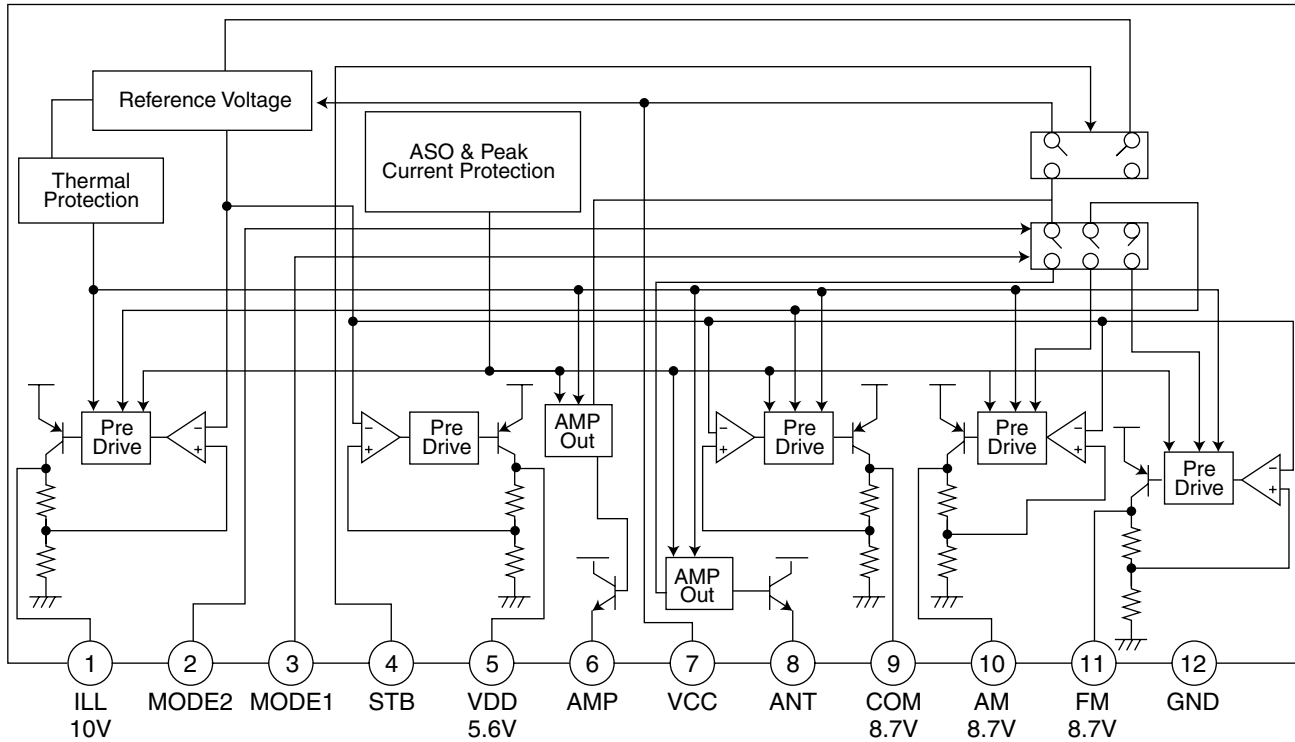 Reference Voltage
ASO & Peak
Current Protection
Thermal
Protection
Pre
Drive
- +
- +
Pre
Drive
AMP
Out
- +
Pre
Drive
Pre
Drive
- +
Pre
Drive
- +
AMP
Out
1 2 3 4 5 6 7 8 9 10 11 12
ILL MODE2 MODE1 STB VDD AMP VCC ANT COM AM FM GND
10V 5.6V 8.7V 8.7V 8.7V